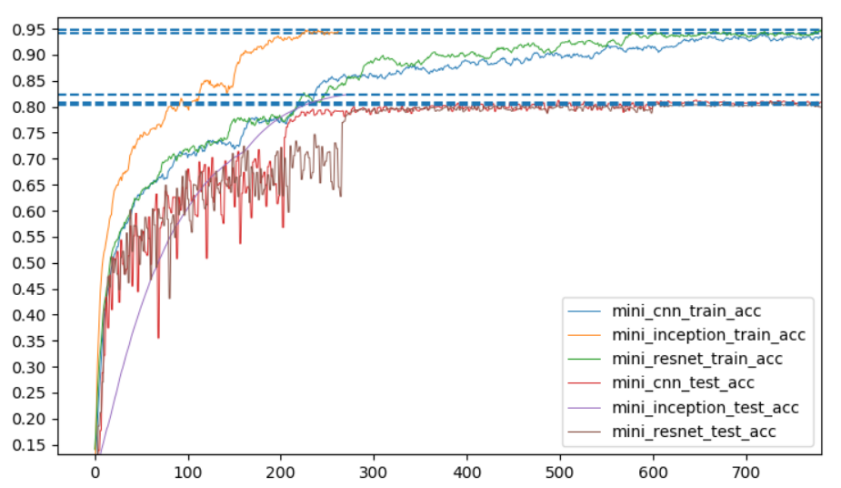 0.95
0.90
0.85
0.80
0.75
0.70
0.65
0.60
0.55
0.50
0.45
0.40
0.35
0.30
0.25
0.20
0.15
mini_cnn_train_acc
mini_inception_train_acc
mini_resnet_train_acc
mini_cnn_test_acc
mini_inception_test_acc
mini_resnet_test_acc
0 100 200 300 400 500 600 700